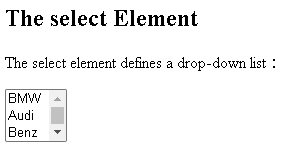 The select Element
The select element defines a drop-down list：
BMW
Audi
Benz